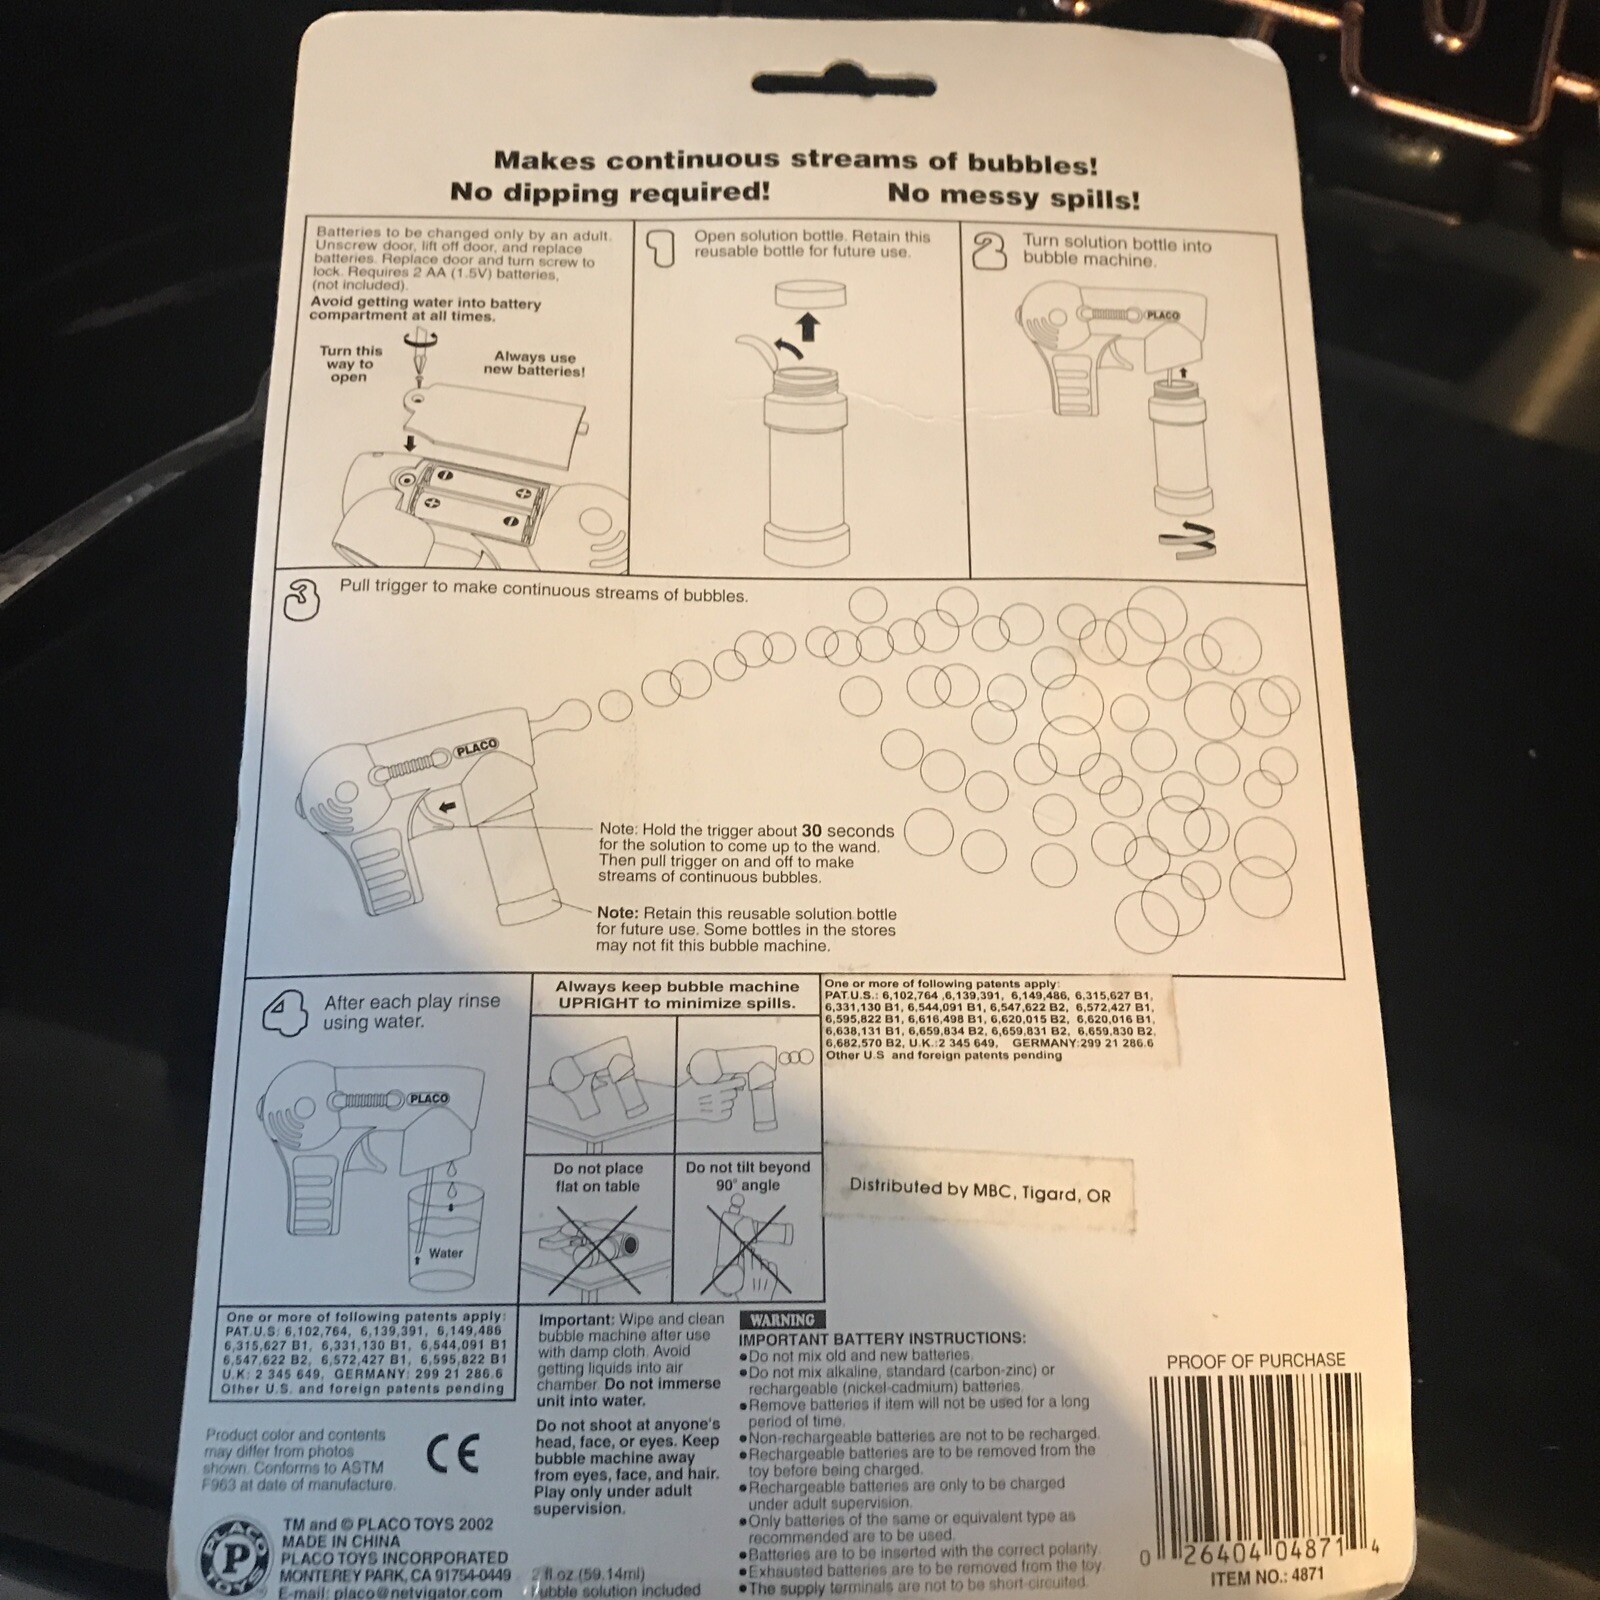 Makes continuous streams of bubbles!
No dipping required! No messy spills!
Batteries to be changed only by an adult.
Unscrew door, lift off door, and replace
batteries. Replace door and turn screw to
lock. Requires 2 AA (1.5V) batteries,
(not included).
Avoid getting water into battery
compartment at all times.
Turn this
way to
open
Always use
new batteries!
1
Open solution bottle. Retain this
reusable bottle for future use.
2
Turn solution bottle into
bubble machine.
PLACO
3
Pull trigger to make continuous streams of bubbles.
PLACO
Note: Hold the trigger about 30 seconds
for the solution to come up to the wand.
Then pull trigger on and off to make
streams of continuous bubbles.
Note: Retain this reusable solution bottle
for future use. Some bottles in the stores
may not fit this bubble machine.
4
After each play rinse
using water.
PLACO
Water
Always keep bubble machine
UPRIGHT to minimize spills.
Do not place
flat on table
Do not tilt beyond
90° angle
One or more of following patents apply:
PAT.U.S.: 6,102,764 ,6,139,391, 6,149,486, 6,315,627 B1,
6,331,130 B1, 6,544,091 B1, 6,547,622 B2, 6,572,427 B1,
6,595,822 B1, 6,616,498 B1, 6,620,015 B2, 6,620,016 B1,
6,638,131 B1, 6,659,834 B2, 6,659,831 B2, 6,659,830 B2,
6,682,570 B2, U.K.:2 345 649, GERMANY:299 21 286.6
Other U.S and foreign patents pending
Distributed by MBC, Tigard, OR
One or more of following patents apply:
PAT.U.S: 6,102,764, 6,139,391, 6,149,486
6,315,627 B1, 6,331,130 B1, 6,544,091 B1
6,547,622 B2, 6,572,427 B1, 6,595,822 B1
U.K: 2 345 649, GERMANY: 299 21 286.6
Other U.S. and foreign patents pending
Product color and contents
may differ from photos
shown. Conforms to ASTM
F963 at date of manufacture.
CE
PLACO TOYS
P
TM and © PLACO TOYS 2002
MADE IN CHINA
PLACO TOYS INCORPORATED
MONTEREY PARK, CA 91754-0449
E-mail: placo@netvigator.com
Important: Wipe and clean
bubble machine after use
with damp cloth. Avoid
getting liquids into air
chamber. Do not immerse
unit into water.
Do not shoot at anyone's
head, face, or eyes. Keep
bubble machine away
from eyes, face, and hair.
Play only under adult
supervision.
2 fl.oz.(59.14ml)
bubble solution included
WARNING
IMPORTANT BATTERY INSTRUCTIONS:
●Do not mix old and new batteries.
●Do not mix alkaline, standard (carbon-zinc) or
rechargeable (nickel-cadmium) batteries.
●Remove batteries if item will not be used for a long
period of time.
●Non-rechargeable batteries are not to be recharged.
●Rechargeable batteries are to be removed from the
toy before being charged.
●Rechargeable batteries are only to be charged
under adult supervision.
●Only batteries of the same or equivalent type as
recommended are to be used.
●Batteries are to be inserted with the correct polarity.
●Exhausted batteries are to be removed from the toy.
●The supply terminals are not to be short-circuited.
PROOF OF PURCHASE
0 26404 04871 4
ITEM NO.: 4871